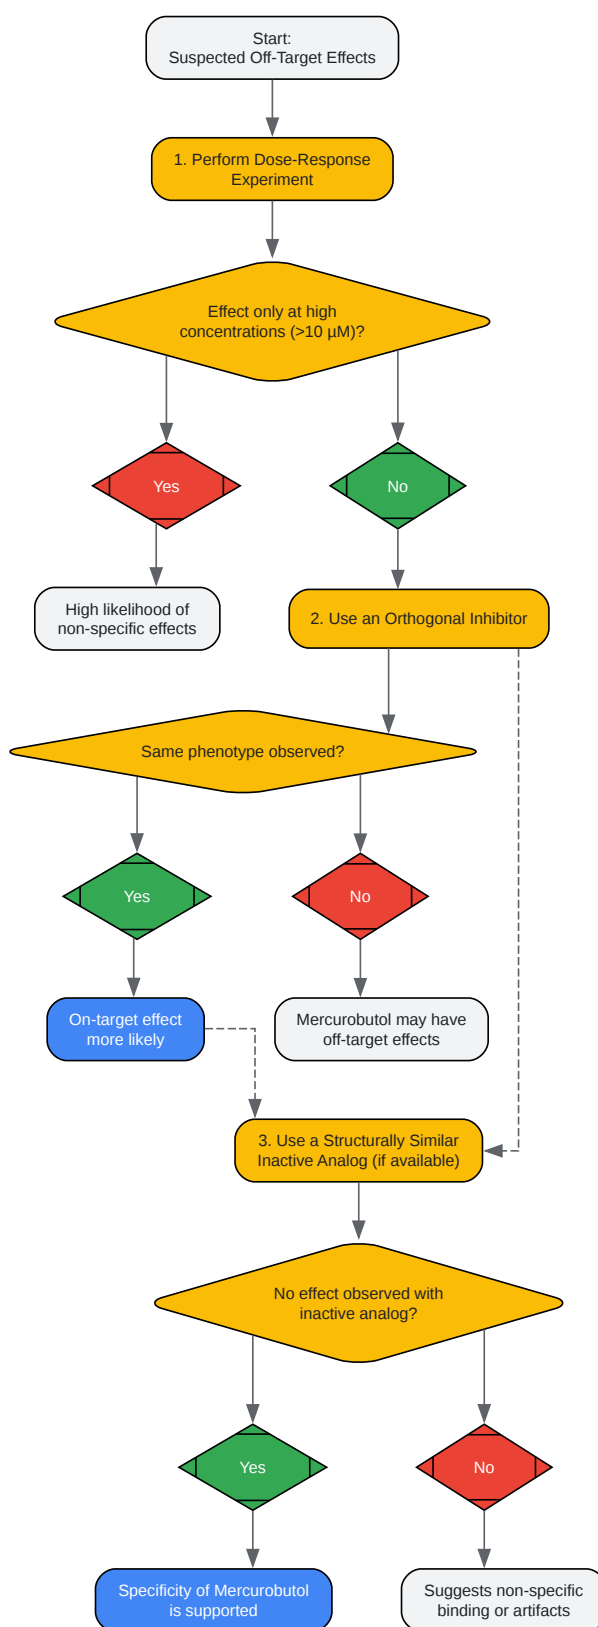 Start:
Suspected Off-Target Effects
1. Perform Dose-Response
Experiment
Effect only at high
concentrations (>10 µM)?
Yes
No
High likelihood of
non-specific effects
2. Use an Orthogonal Inhibitor
Same phenotype observed?
Yes
No
On-target effect
more likely
Mercurobutol may have
off-target effects
3. Use a Structurally Similar
Inactive Analog (if available)
No effect observed with
inactive analog?
Yes
No
Specificity of Mercurobutol
is supported
Suggests non-specific
binding or artifacts